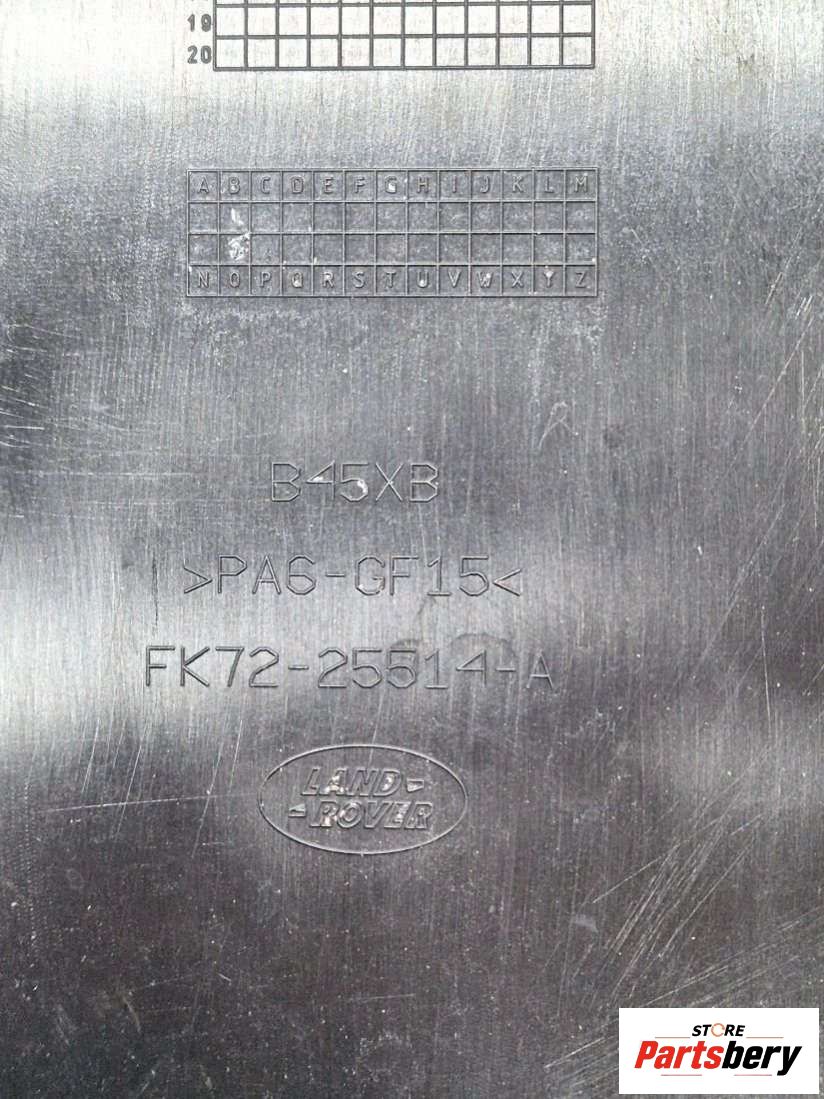 19
20
A B C D E F G H I J K L M
N O P Q R S T U V W X Y Z
B45XB
>PA6-GF15<
FK72-25514-A
LAND-
-ROVER
STORE
Partsbery